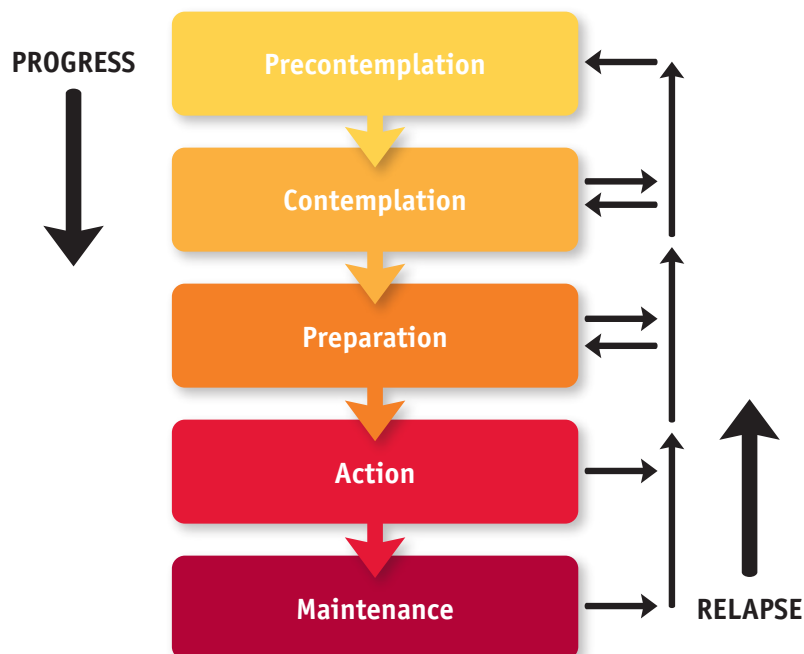 PROGRESS
Precontemplation
Contemplation
Preparation
Action
Maintenance
RELAPSE